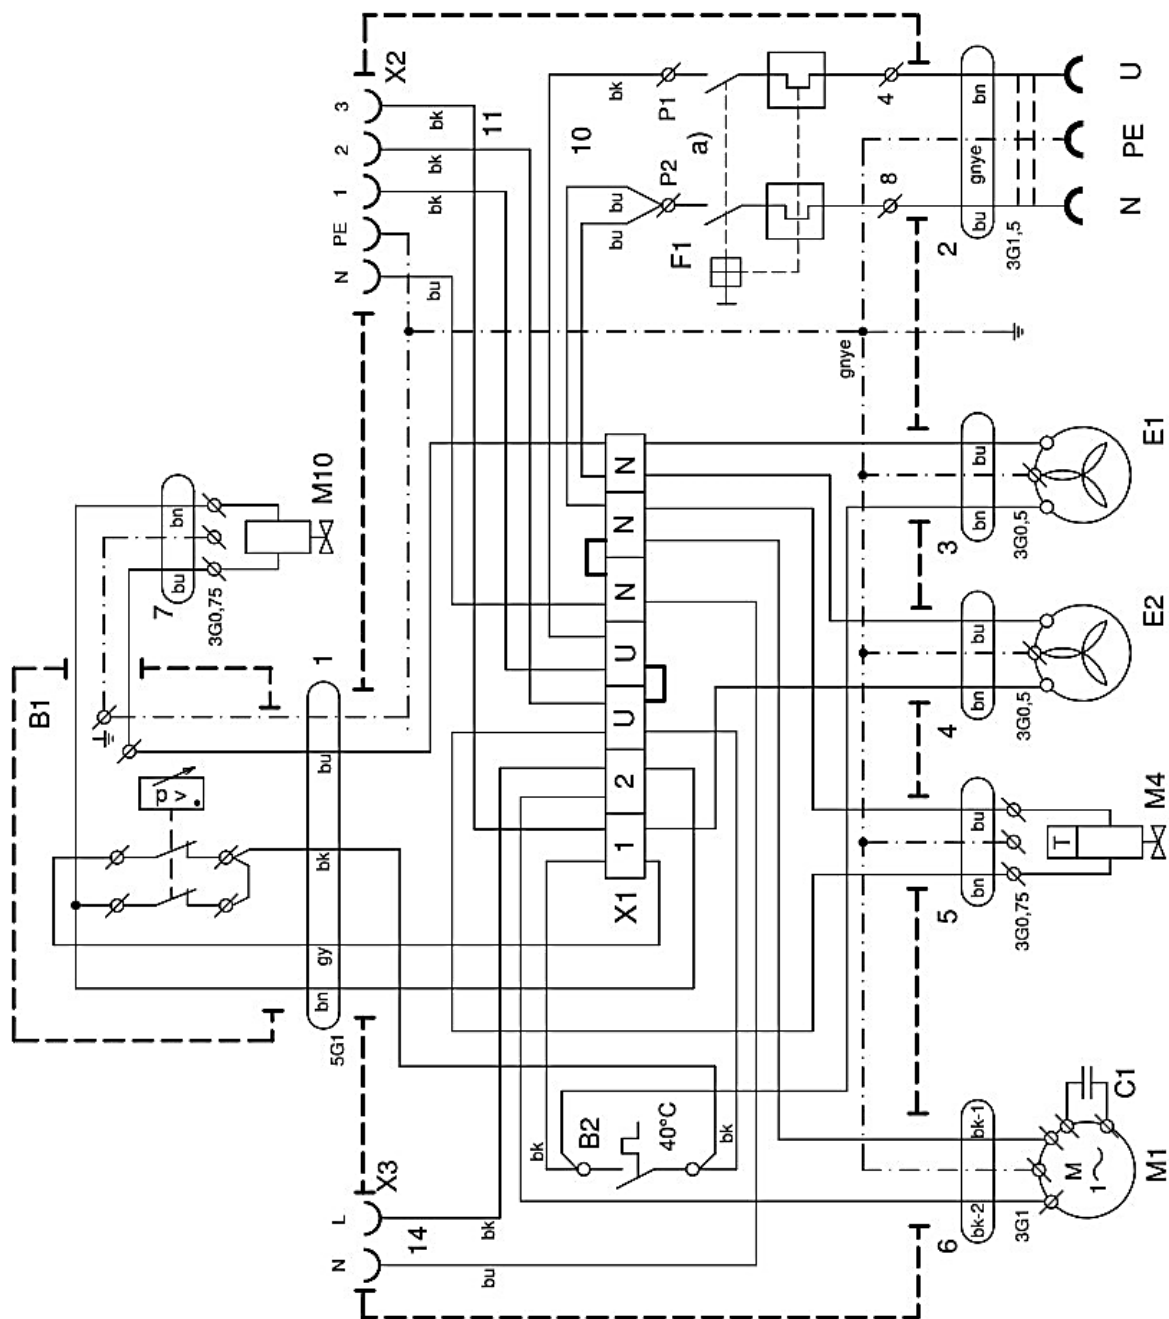 B1
p
v
7
bu
bn
3G0,75
M10
5G1
bn
gy
bk
bu
1
N
L
X3
N
PE
1
2
3
X2
14
bu
bk
bu
bk
bk
bk
11
bk
B2
40°C
bk
10
bu
bu
bk
P2
P1
X1
1
2
U
U
N
N
N
F1
a)
gnye
8
4
6
bk-2
bk-1
3G1
5
bn
bu
3G0,75
4
bn
bu
3G0,5
3
bn
bu
3G0,5
2
bu
gnye
bn
3G1,5
M
1~
C1
T
M1
M4
E2
E1
N
PE
U